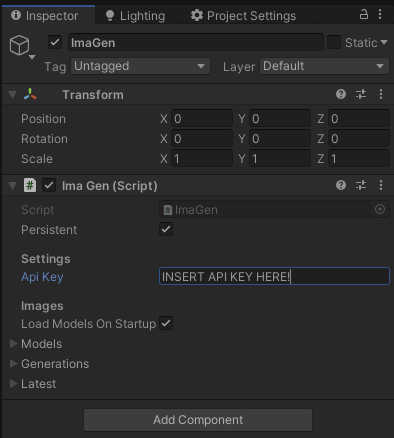 Inspector Lighting Project Settings
ImaGen Static
Tag Untagged Layer Default
Transform
Position X 0 Y 0 Z 0
Rotation X 0 Y 0 Z 0
Scale X 1 Y 1 Z 1
# Ima Gen (Script)
Script # ImaGen
Persistent
Settings
Api Key INSERT API KEY HERE!
Images
Load Models On Startup
Models
Generations
Latest
Add Component